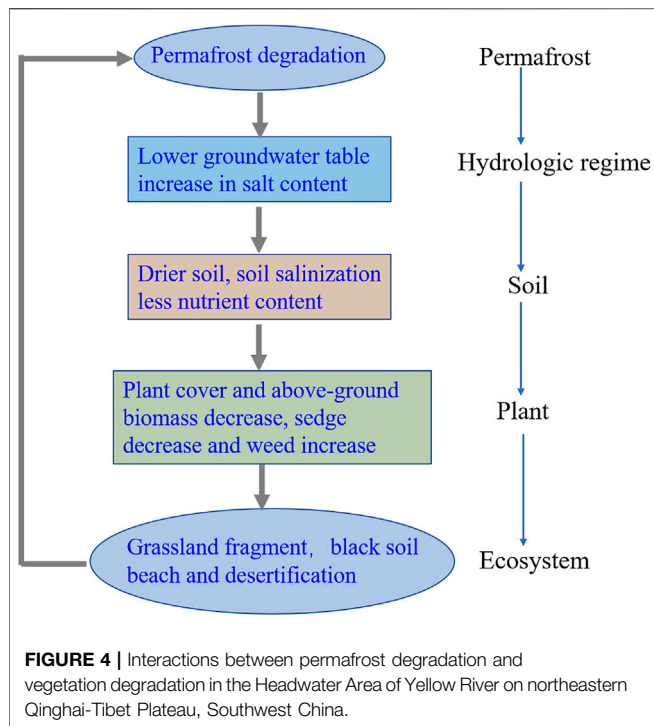 Permafrost degradation
Permafrost
Lower groundwater table
increase in salt content
Hydrologic regime
Drier soil, soil salinization
less nutrient content
Soil
Plant cover and above-ground
biomass decrease, sedge
decrease and weed increase
Plant
Grassland fragment, black soil
beach and desertification
Ecosystem
FIGURE 4 | Interactions between permafrost degradation and
vegetation degradation in the Headwater Area of Yellow River on northeastern
Qinghai-Tibet Plateau, Southwest China.